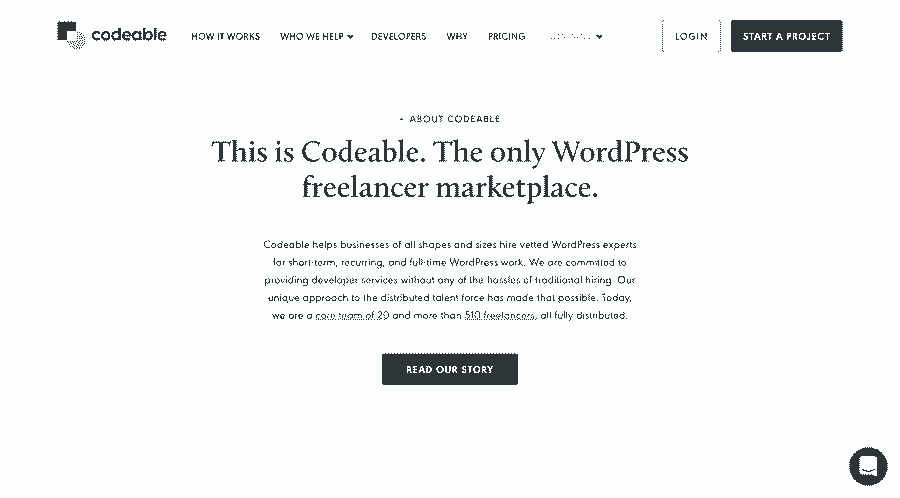 codeable
HOW IT WORKS WHO WE HELP DEVELOPERS WHY PRICING
LOGIN START A PROJECT
• ABOUT CODEABLE
This is Codeable. The only WordPress
freelancer marketplace.
Codeable helps businesses of all shapes and sizes hire vetted WordPress experts
for short-term, recurring, and full-time WordPress work. We are committed to
providing developer services without any of the hassles of traditional hiring. Our
unique approach to the distributed talent force has made that possible. Today,
we are a core team of 20 and more than 510 freelancers, all fully distributed.
READ OUR STORY